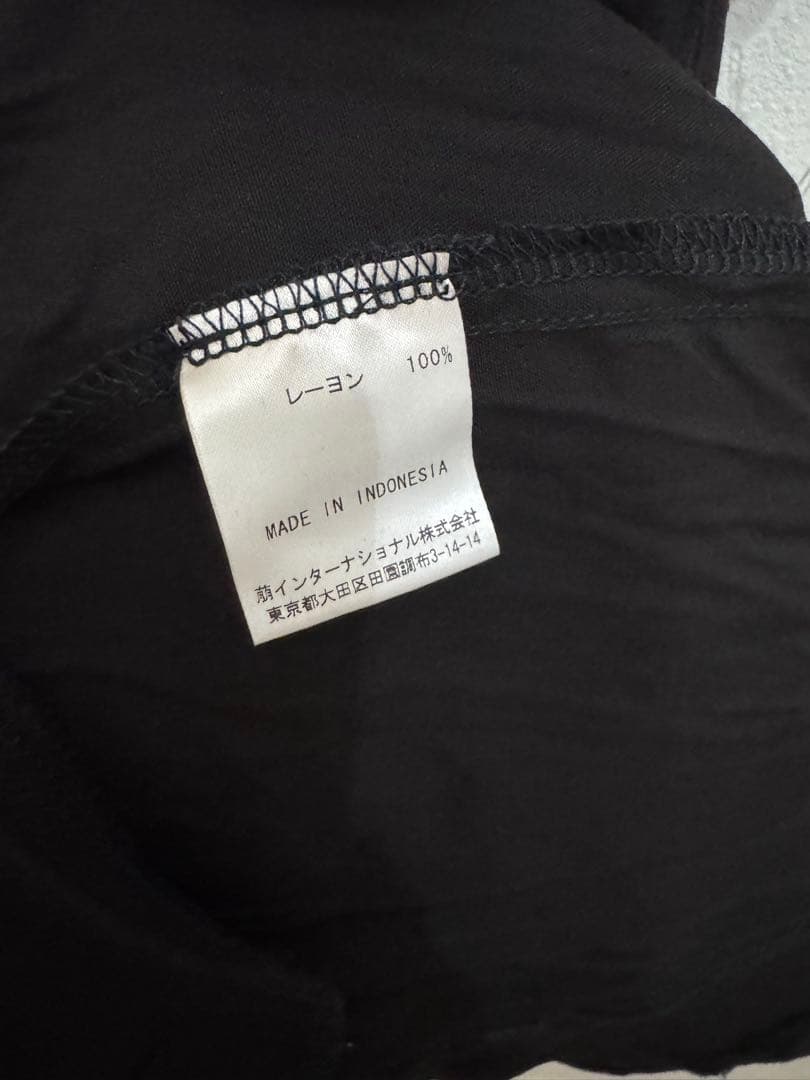 レーヨン 100%
MADE IN INDONESIA
萠インターナショナル株式会社
東京都大田区田園調布3-14-14